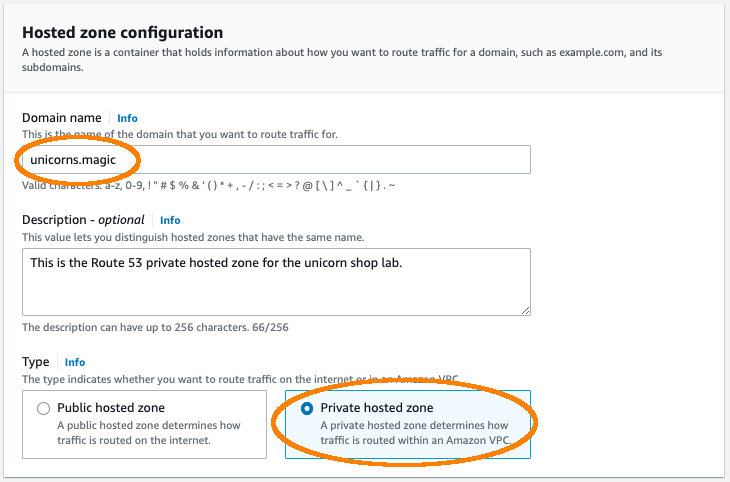 Hosted zone configuration
A hosted zone is a container that holds information about how you want to route traffic for a domain, such as example.com, and its
subdomains.
Domain name Info
This is the name of the domain that you want to route traffic for.
unicorns.magic
Valid characters: a-z, 0-9, ! " # $ % & ' ( ) * + , - / : ; < = > ? @ [ \ ] ^ _ ` { | } . ~
Description - optional Info
This value lets you distinguish hosted zones that have the same name.
This is the Route 53 private hosted zone for the unicorn shop lab.
The description can have up to 256 characters. 66/256
Type Info
The type indicates whether you want to route traffic on the internet or in an Amazon VPC.
Public hosted zone
A public hosted zone determines how
traffic is routed on the internet.
Private hosted zone
A private hosted zone determines how
traffic is routed within an Amazon VPC.